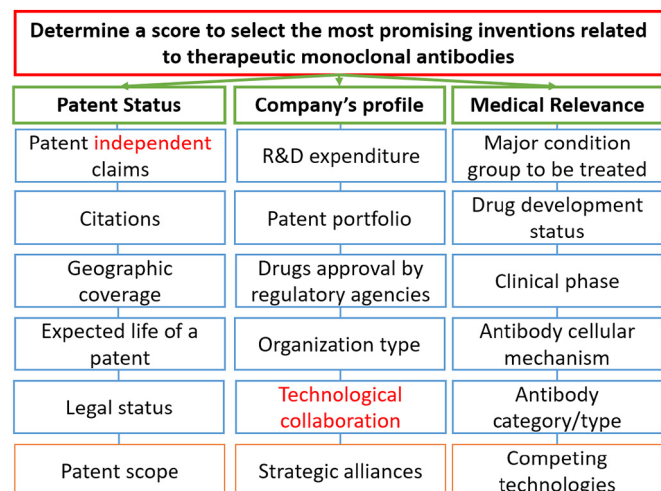 Determine a score to select the most promising inventions related
to therapeutic monoclonal antibodies
Patent Status
Company's profile
Medical Relevance
Patent independent
claims
R&D expenditure
Major condition
group to be treated
Citations
Patent portfolio
Drug development
status
Geographic
coverage
Drugs approval by
regulatory agencies
Clinical phase
Expected life of a
patent
Organization type
Antibody cellular
mechanism
Legal status
Technological
collaboration
Antibody
category/type
Patent scope
Strategic alliances
Competing
technologies